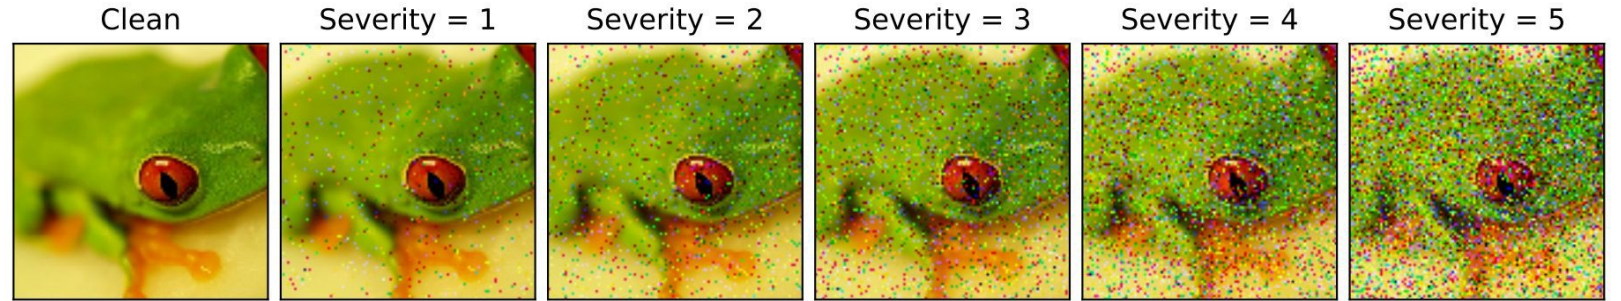 Clean Severity = 1 Severity = 2 Severity = 3 Severity = 4 Severity = 5